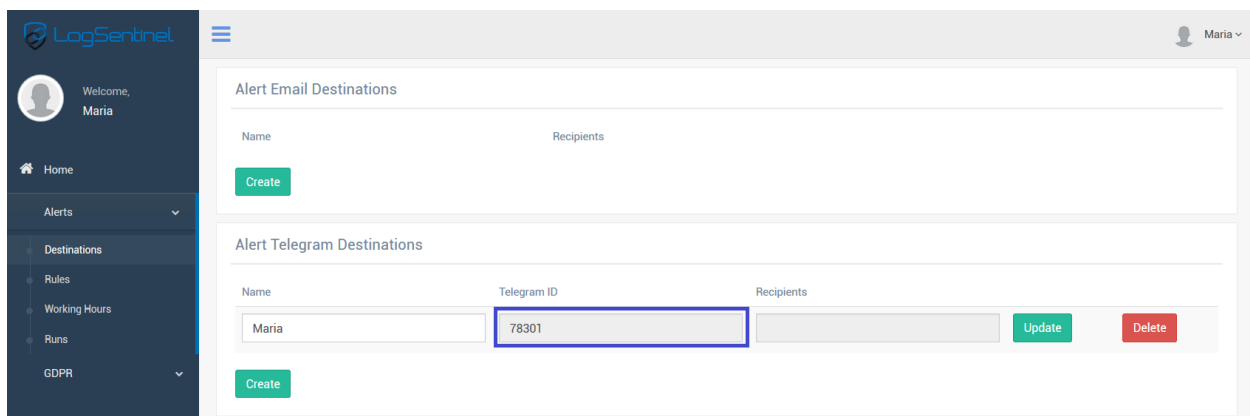 LogSentinel
Maria
Welcome,
Maria
Home
Alerts
Destinations
Rules
Working Hours
Runs
GDPR
Alert Email Destinations
Name Recipients
Create
Alert Telegram Destinations
Name Telegram ID Recipients
Maria 78301 Update Delete
Create